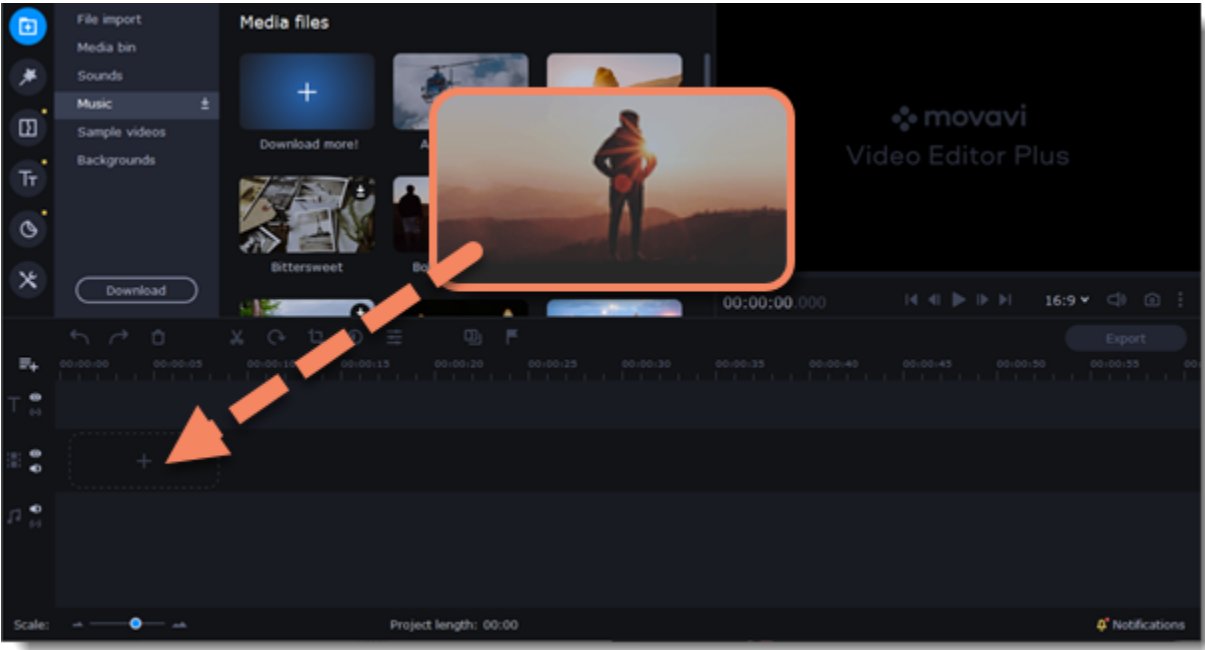 File import
Media bin
Sounds
Music
Sample videos
Backgrounds
Download
Media files
Download more!
Bittersweet
movavi
Video Editor Plus
00:00:00.000
16:9
Export
00:00:00 00:00:05 00:00:10 00:00:15 00:00:20 00:00:25 00:00:30 00:00:35 00:00:40 00:00:45 00:00:50 00:00:55
Scale:
Project length: 00:00
Notifications